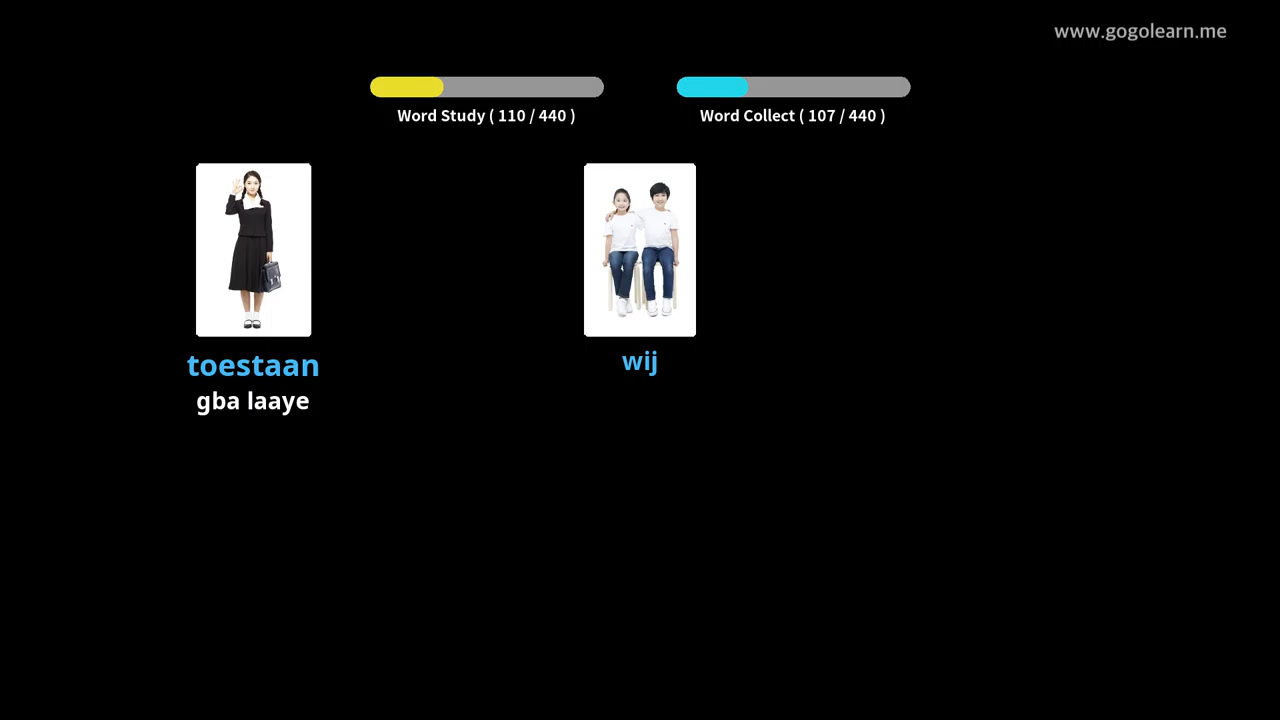 www.gogolearn.me
Word Study ( 110 / 440 )
Word Collect ( 107 / 440 )
toestaan
gba laaye
wij